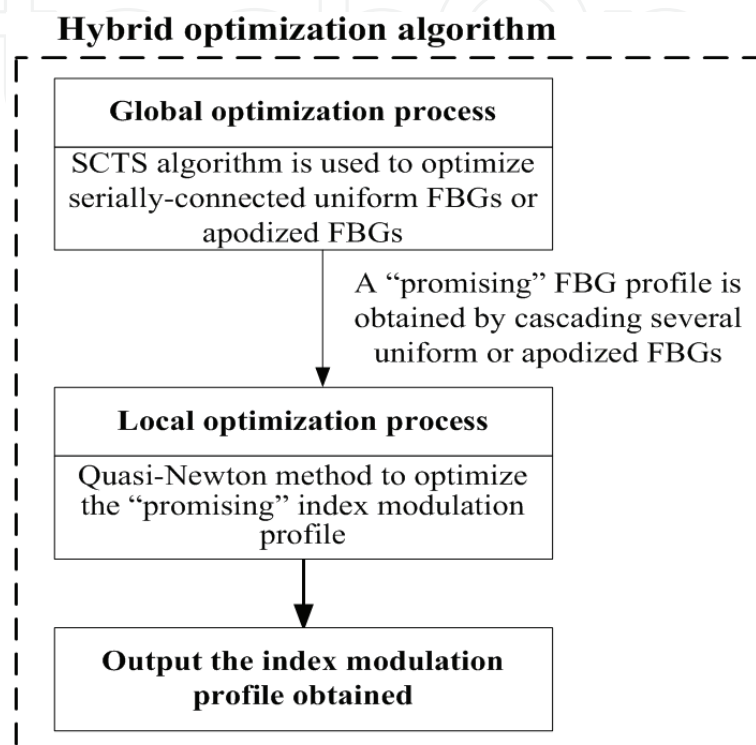 Hybrid optimization algorithm
Global optimization process
SCTS algorithm is used to optimize
serially-connected uniform FBGs or
apodized FBGs
A “promising” FBG profile is
obtained by cascading several
uniform or apodized FBGs
Local optimization process
Quasi-Newton method to optimize
the “promising” index modulation
profile
Output the index modulation
profile obtained